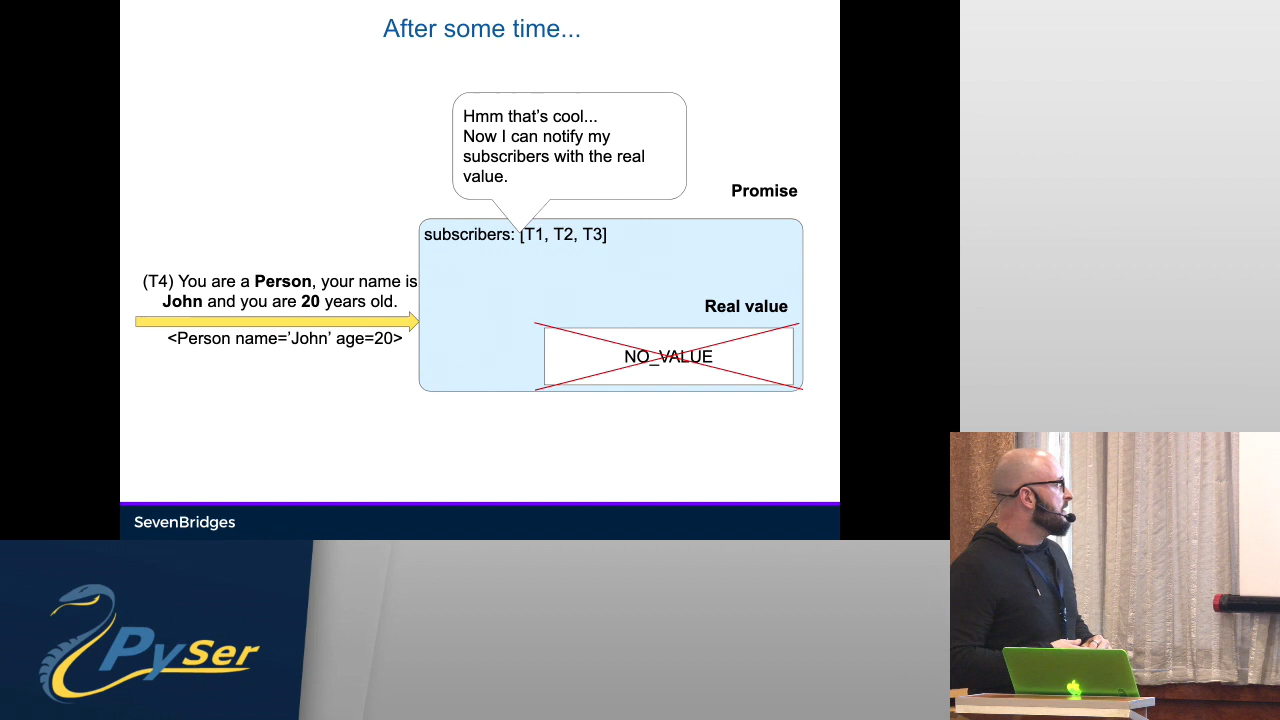 After some time...
Hmm that's cool...
Now I can notify my
subscribers with the real
value.
Promise
subscribers: [T1, T2, T3]
(T4) You are a Person, your name is
John and you are 20 years old.
<Person name='John' age=20>
Real value
NO_VALUE
SevenBridges
PySer